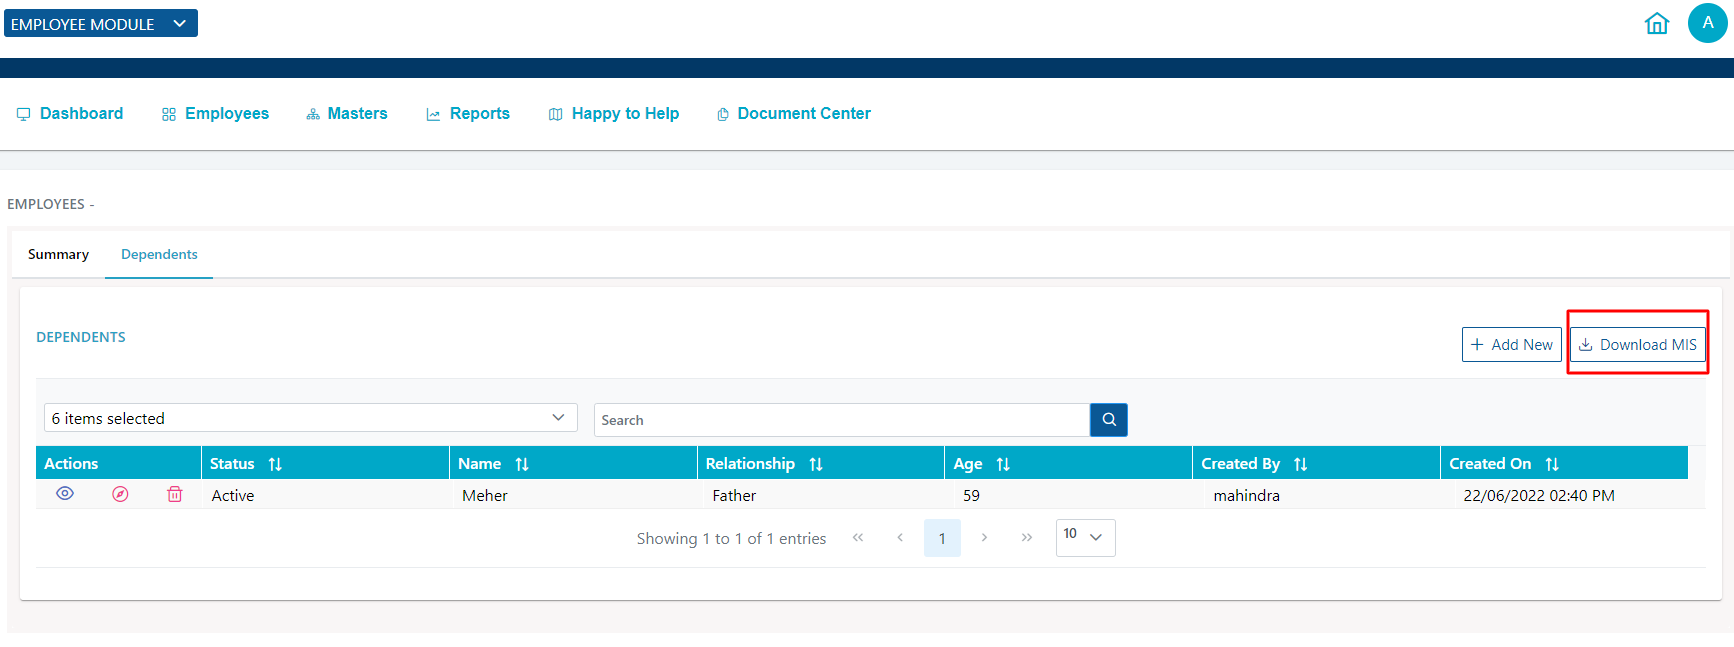 EMPLOYEE MODULE
A
Dashboard Employees Masters Reports Happy to Help Document Center
EMPLOYEES -
Summary Dependents
DEPENDENTS
+ Add New Download MIS
6 items selected Search
Actions Status Name Relationship Age Created By Created On
Active Meher Father 59 mahindra 22/06/2022 02:40 PM
Showing 1 to 1 of 1 entries « ‹ 1 › » 10